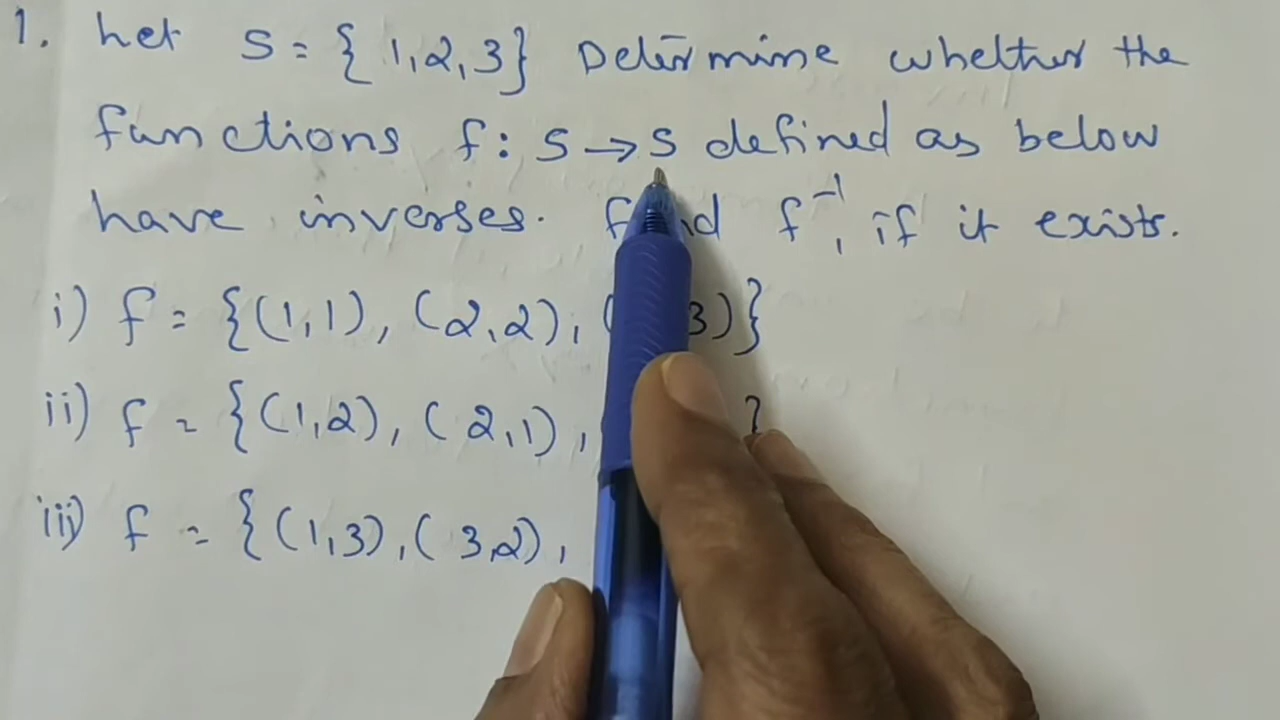 1. Let S = { 1, 2, 3 } Determine whether the
functions f : S → S defined as below
have inverses. f⁻¹, if it exists.
i) f = {(1,1), (2,2), ( 3)}
ii) f = {(1,2), (2,1), }
iii) f = {(1,3), (3,2),